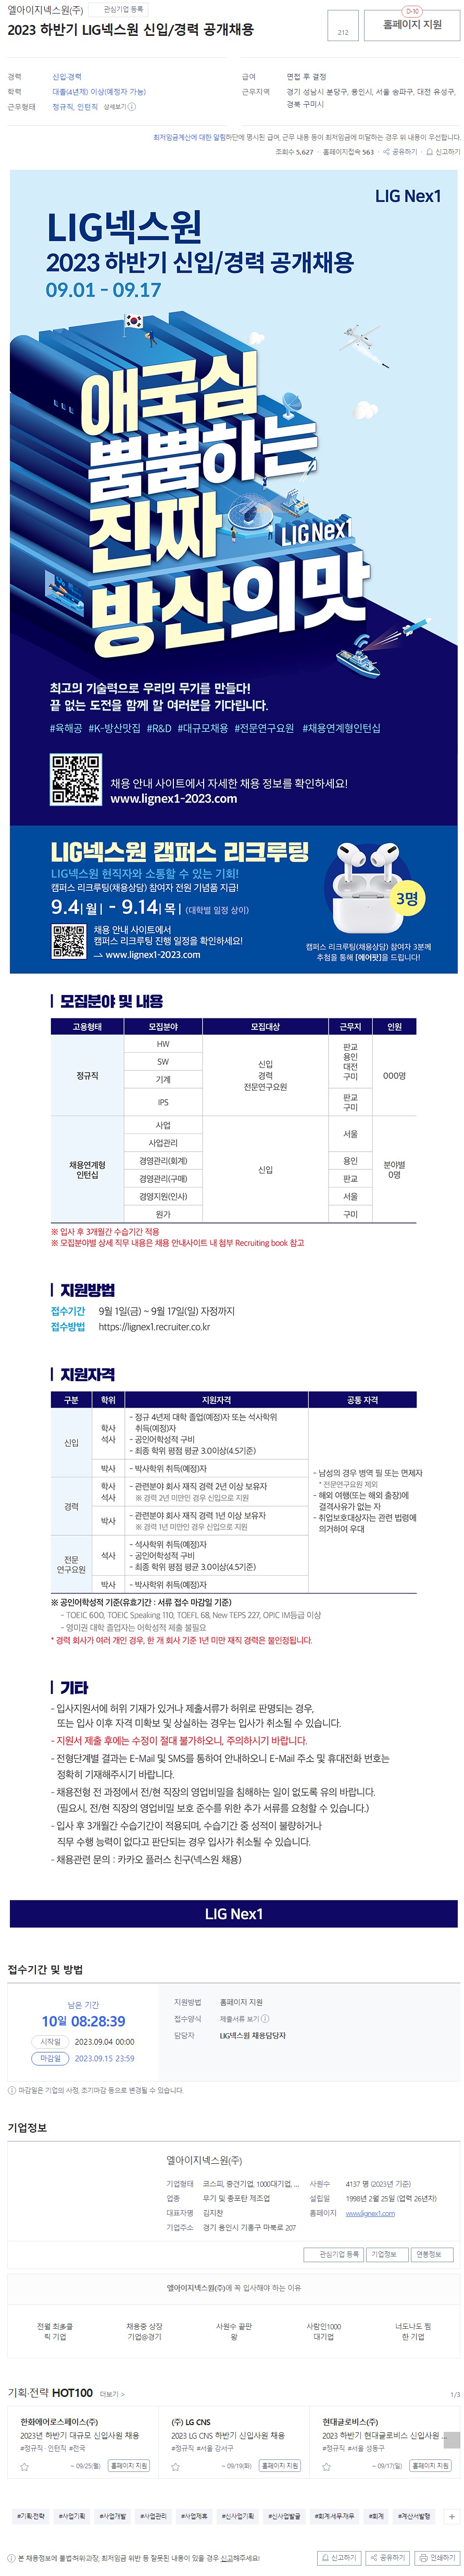 엘아이지넥스원(주) 관심기업 등록
2023 하반기 LIG넥스원 신입/경력 공개채용
212
D-10
홈페이지 지원
경력 신입·경력
학력 대졸(4년제) 이상(예정자 가능)
근무형태 정규직, 인턴직 상세보기
급여 면접 후 결정
근무지역 경기 성남시 분당구, 용인시, 서울 송파구, 대전 유성구,
경북 구미시
최저임금계산에 대한 알림하단에 명시된 급여, 근무 내용 등이 최저임금에 미달하는 경우 위 내용이 우선합니다.
조회수 5,627 · 홈페이지접속 563 · 공유하기 · 신고하기
LIG Nex1
LIG넥스원
2023 하반기 신입/경력 공개채용
09.01 - 09.17
애국심
뿜뿜하는
진짜
방산의맛
LIG Nex1
최고의 기술력으로 우리의 무기를 만들다!
끝 없는 도전을 함께 할 여러분을 기다립니다.
#육해공 #K-방산맛집 #R&D #대규모채용 #전문연구요원 #채용연계형인턴십
채용 안내 사이트에서 자세한 채용 정보를 확인하세요!
www.lignex1-2023.com
LIG넥스원 캠퍼스 리크루팅
LIG넥스원 현직자와 소통할 수 있는 기회!
캠퍼스 리크루팅(채용상담) 참여자 전원 기념품 지급!
9.4|월| - 9.14|목| (대학별 일정 상이)
채용 안내 사이트에서
캠퍼스 리크루팅 진행 일정을 확인하세요!
www.lignex1-2023.com
3명
캠퍼스 리크루팅(채용상담) 참여자 3분께
추첨을 통해 [에어팟]을 드립니다!
모집분야 및 내용
고용형태 모집분야 모집대상 근무지 인원
정규직
HW
SW
기계
IPS
신입
경력
전문연구요원
판교
용인
대전
구미
판교
구미
000명
채용연계형
인턴십
사업
사업관리
경영관리(회계)
경영관리(구매)
경영지원(인사)
원가
신입
서울
용인
판교
서울
구미
분야별
0명
※ 입사 후 3개월간 수습기간 적용
※ 모집분야별 상세 직무 내용은 채용 안내사이트 내 첨부 Recruiting book 참고
지원방법
접수기간 9월 1일(금) ~ 9월 17일(일) 자정까지
접수방법 https://lignex1.recruiter.co.kr
지원자격
구분 학위 지원자격 공통 자격
신입
학사
석사
- 정규 4년제 대학 졸업(예정)자 또는 석사학위
취득(예정)자
- 공인어학성적 구비
- 최종 학위 평점 평균 3.0이상(4.5기준)
박사 - 박사학위 취득(예정)자
경력
학사
석사
- 관련분야 회사 재직 경력 2년 이상 보유자
※ 경력 2년 미만인 경우 신입으로 지원
박사
- 관련분야 회사 재직 경력 1년 이상 보유자
※ 경력 1년 미만인 경우 신입으로 지원
전문
연구요원
석사
- 석사학위 취득(예정)자
- 공인어학성적 구비
- 최종 학위 평점 평균 3.0이상(4.5기준)
박사 - 박사학위 취득(예정)자
- 남성의 경우 병역 필 또는 면제자
* 전문연구요원 제외
- 해외 여행(또는 해외 출장)에
결격사유가 없는 자
- 취업보호대상자는 관련 법령에
의거하여 우대
※ 공인어학성적 기준(유효기간 : 서류 접수 마감일 기준)
- TOEIC 600, TOEIC Speaking 110, TOEFL 68, New TEPS 227, OPIC IM등급 이상
- 영미권 대학 졸업자는 어학성적 제출 불필요
* 경력 회사가 여러 개인 경우, 한 개 회사 기준 1년 미만 재직 경력은 불인정됩니다.
기타
- 입사지원서에 허위 기재가 있거나 제출서류가 허위로 판명되는 경우,
또는 입사 이후 자격 미확보 및 상실하는 경우는 입사가 취소될 수 있습니다.
- 지원서 제출 후에는 수정이 절대 불가하오니, 주의하시기 바랍니다.
- 전형단계별 결과는 E-Mail 및 SMS를 통하여 안내하오니 E-Mail 주소 및 휴대전화 번호는
정확히 기재해주시기 바랍니다.
- 채용전형 전 과정에서 전/현 직장의 영업비밀을 침해하는 일이 없도록 유의 바랍니다.
(필요시, 전/현 직장의 영업비밀 보호 준수를 위한 추가 서류를 요청할 수 있습니다.)
- 입사 후 3개월간 수습기간이 적용되며, 수습기간 중 성적이 불량하거나
직무 수행 능력이 없다고 판단되는 경우 입사가 취소될 수 있습니다.
- 채용관련 문의 : 카카오 플러스 친구(넥스원 채용)
LIG Nex1
접수기간 및 방법
남은 기간
10일 08:28:39
시작일 2023.09.04 00:00
마감일 2023.09.15 23:59
지원방법 홈페이지 지원
접수양식 제출서류 보기
담당자 LIG넥스원 채용담당자
마감일은 기업의 사정, 조기마감 등으로 변경될 수 있습니다.
기업정보
엘아이지넥스원(주)
기업형태 코스피, 중견기업, 1000대기업, ...
사원수 4137 명 (2023년 기준)
업종 무기 및 총포탄 제조업
설립일 1998년 2월 25일 (업력 26년차)
대표자명 김지찬
홈페이지 www.lignex1.com
기업주소 경기 용인시 기흥구 마북로 207
관심기업 등록 기업정보 연봉정보
엘아이지넥스원(주)에 꼭 입사해야 하는 이유
전월 최多클
릭 기업
채용중 상장
기업@경기
사원수 끝판
왕
사람인1000
대기업
너도나도 찜
한 기업
기획·전략 HOT100 더보기 >
1/3
한화에어로스페이스(주)
2023년 하반기 대규모 신입사원 채용
#정규직 · 인턴직 #전국
~ 09/25(월) 홈페이지 지원
(주) LG CNS
2023 LG CNS 하반기 신입사원 채용
#정규직 #서울 강서구
~ 09/19(화) 홈페이지 지원
현대글로비스(주)
2023 하반기 현대글로비스 신입사원 ...
#정규직 #서울 성동구
~ 09/17(일) 홈페이지 지원
#기획·전략 #사업기획 #사업개발 #사업관리 #사업제휴 #신사업기획 #신사업발굴 #회계·세무·재무 #회계 #계산서발행 +
본 채용정보에 불법/허위/과장, 최저임금 위반 등 잘못된 내용이 있을 경우 신고해주세요!
신고하기 공유하기 인쇄하기